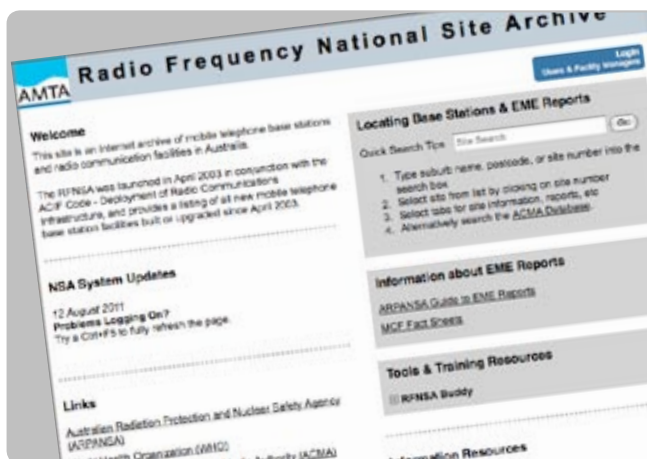 AMTA
Radio Frequency National Site Archive
Login
Users & Facility Managers
Welcome
This site is an internet archive of mobile telephone base stations
and radio communication facilities in Australia.
The RFNSA was launched in April 2003 in conjunction with the
ACIF Code - Deployment of Radio Communications
Infrastructure, and provides a listing of all new mobile telephone
base station facilities built or upgraded since April 2003.
NSA System Updates
12 August 2011
Problems Logging On?
Try a Ctrl+F5 to fully refresh the page.
Links
Australian Radiation Protection and Nuclear Safety Agency
(ARPANSA)
Health Organization (WHO)
Authority (ACMA)
Locating Base Stations & EME Reports
Quick Search Tips
Site Search
Go!
1. Type suburb name, postcode, or site number into the
search box
2. Select site from list by clicking on site number
3. Select tabs for site information, reports, etc
4. Alternatively search the ACMA Database.
Information about EME Reports
ARPANSA Guide to EME Reports
MCF Fact Sheets
Tools & Training Resources
RFNSA Buddy
Information Resources